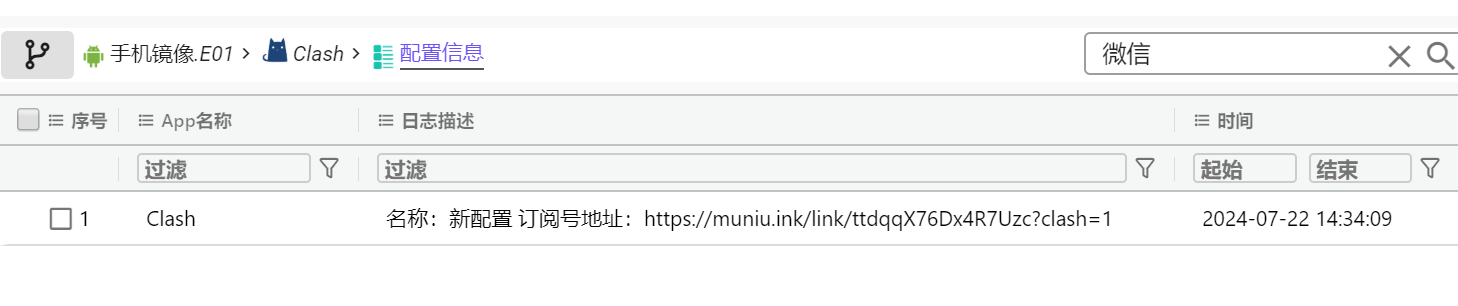 手机镜像.E01 > Clash > 配置信息 微信
序号 App名称 日志描述 时间
过滤 过滤 起始 结束
1 Clash 名称：新配置 订阅号地址：https://muniu.ink/link/ttdqqX76Dx4R7Uzc?clash=1 2024-07-22 14:34:09